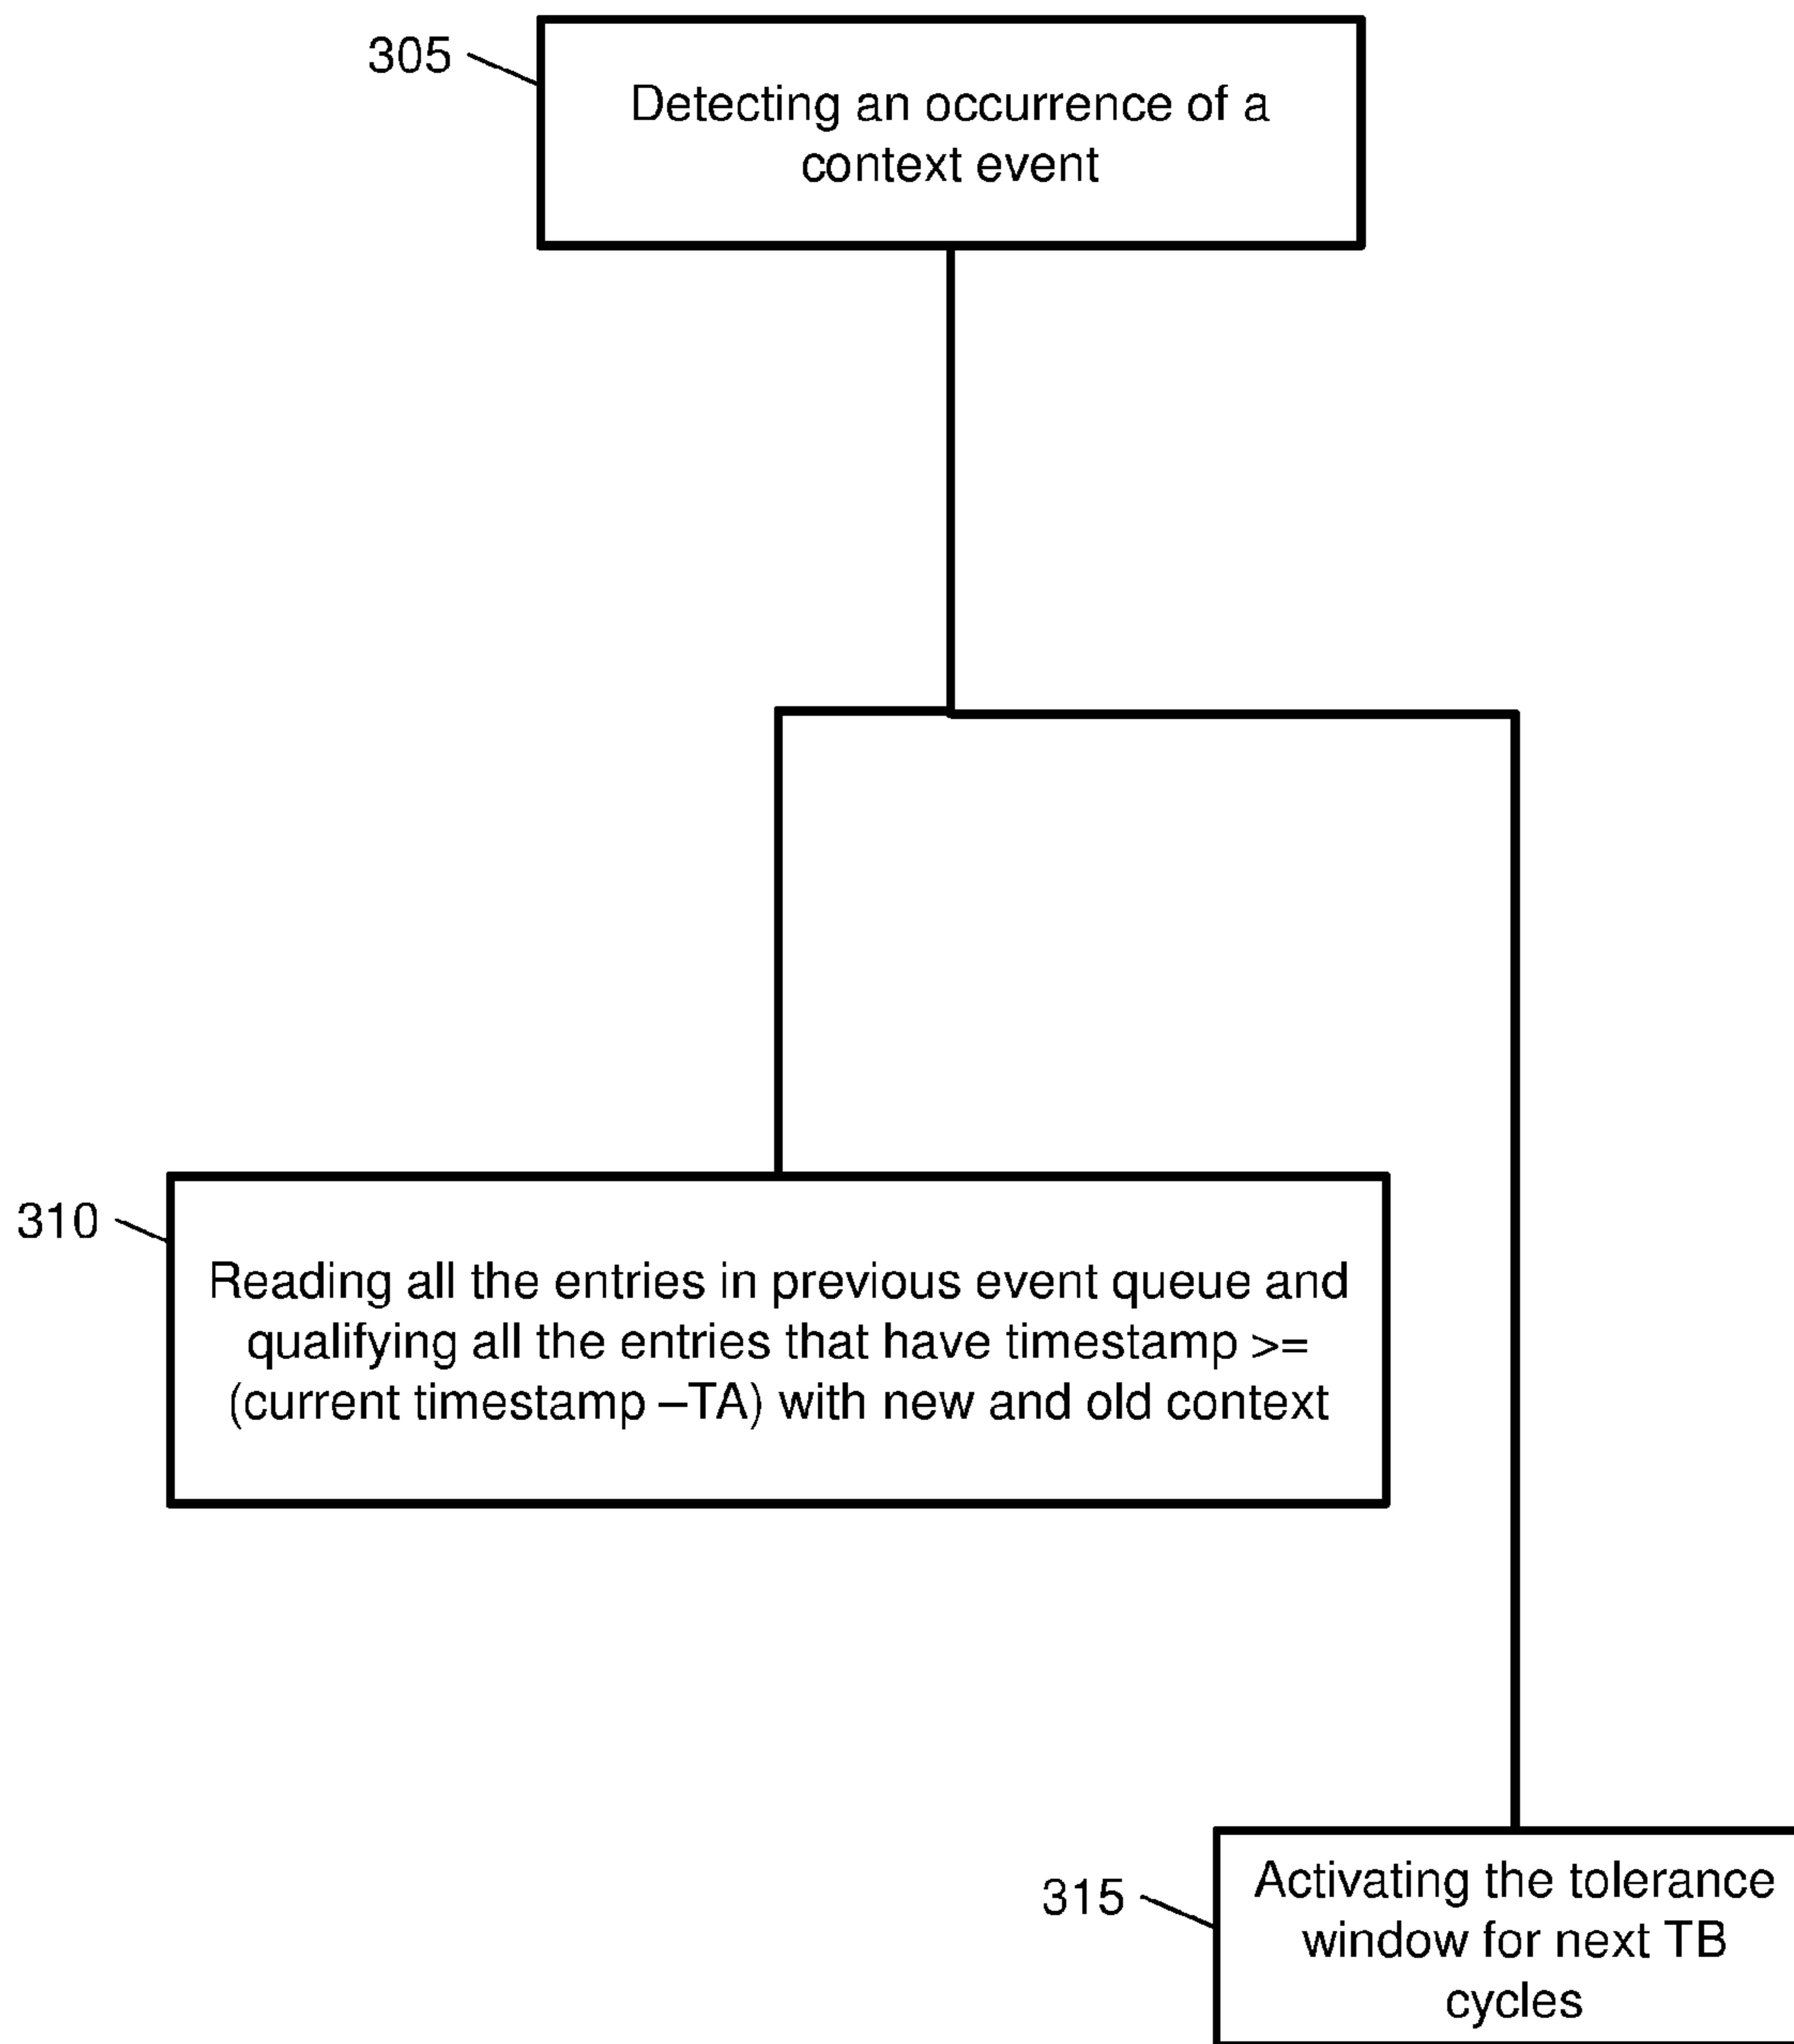 305
Detecting an occurrence of a
context event
310
Reading all the entries in previous event queue and
qualifying all the entries that have timestamp >=
(current timestamp –TA) with new and old context
315
Activating the tolerance
window for next TB
cycles